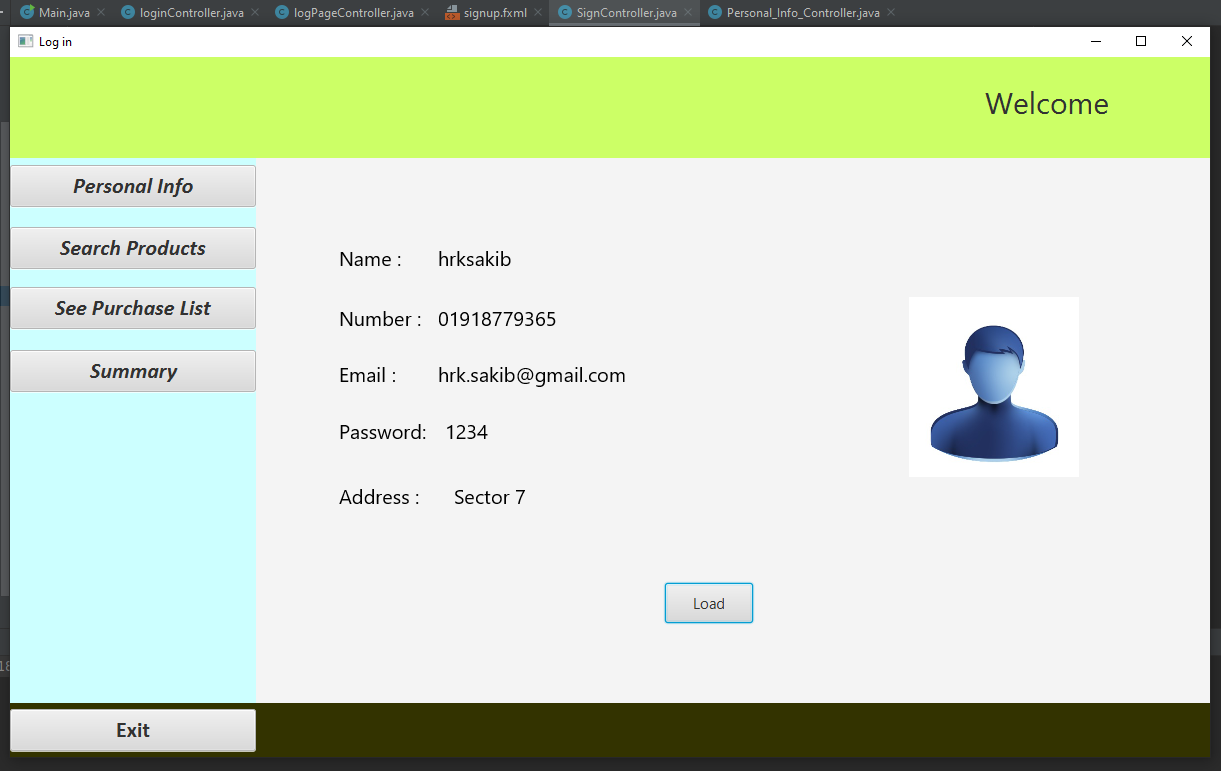 Main.java loginController.java logPageController.java signup.fxml SignController.java Personal_Info_Controller.java
Log in
Welcome
Personal Info
Search Products
See Purchase List
Summary
Name : hrksakib
Number : 01918779365
Email : hrk.sakib@gmail.com
Password: 1234
Address : Sector 7
Load
Exit